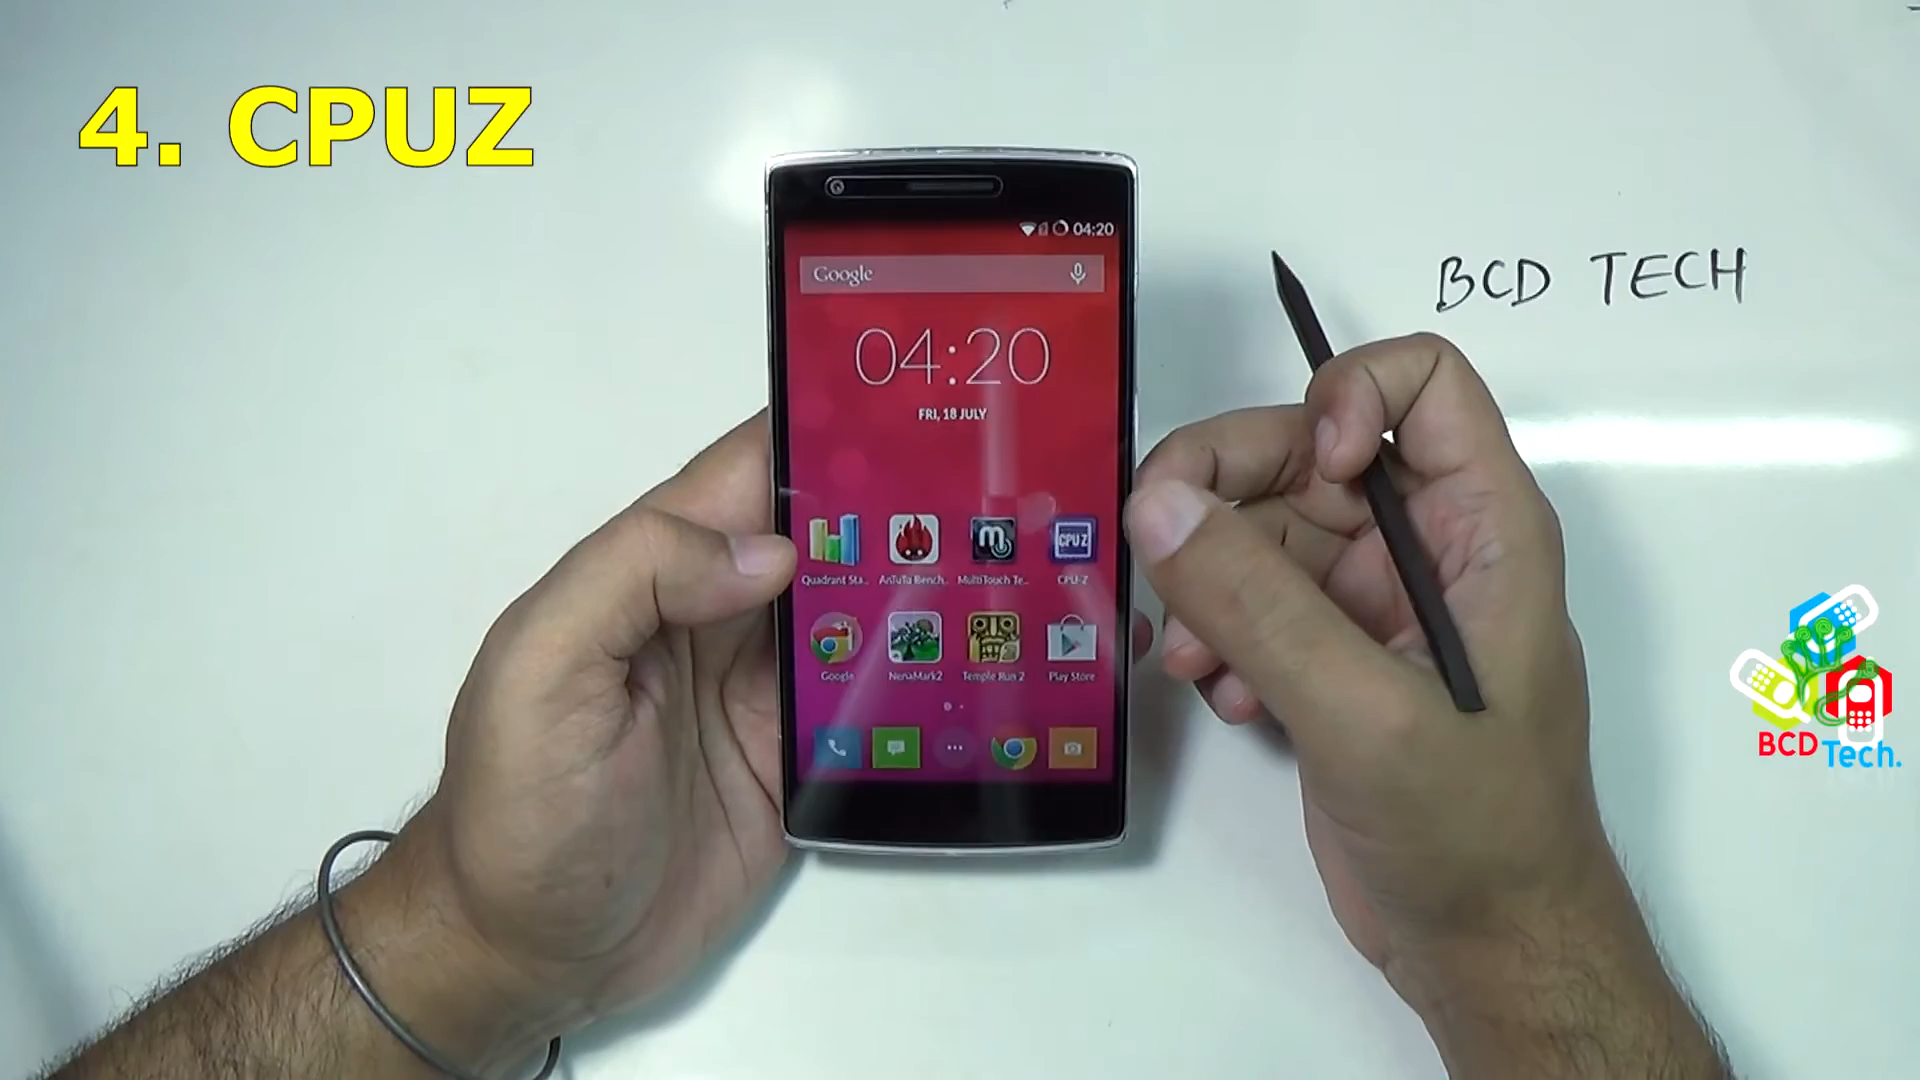 4. CPUZ
BCD TECH
04:20
Google
04:20
FRI, 18 JULY
Quadrant Sta.. AnTuTu Bench.. MultiTouch Te.. CPU-Z
CPU Z
Google NenaMark2 Temple Run 2 Play Store
BCD Tech.